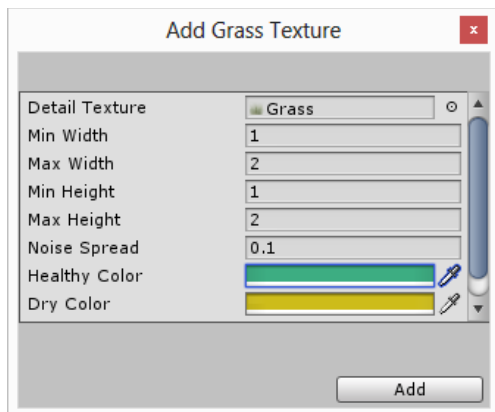 Add Grass Texture
x
Detail Texture Grass
Min Width 1
Max Width 2
Min Height 1
Max Height 2
Noise Spread 0.1
Healthy Color
Dry Color
Add